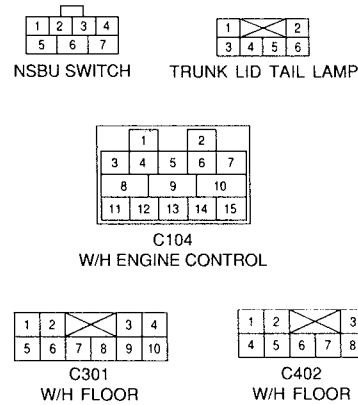 1 2 3 4
5 6 7
NSBU SWITCH
1 2
3 4 5 6
TRUNK LID TAIL LAMP
1 2
3 4 5 6 7
8 9 10
11 12 13 14 15
C104
W/H ENGINE CONTROL
1 2 3 4
5 6 7 8 9 10
C301
W/H FLOOR
1 2 3
4 5 6 7 8
C402
W/H FLOOR